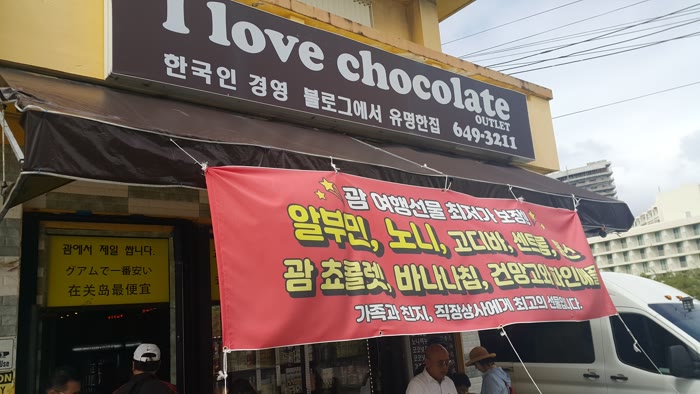 I love chocolate
OUTLET
한국인 경영 블로그에서 유명한집 649-3211
괌 여행선물 최저가 보장!
알부민, 노니, 고디바, 센트룸,
괌 쵸콜렛, 바나나칩, 건망고와
가족과 친지, 직장상사에게 최고의 선물입니다.
괌에서 제일 쌉니다.
グアムで一番安い
在关岛最便宜